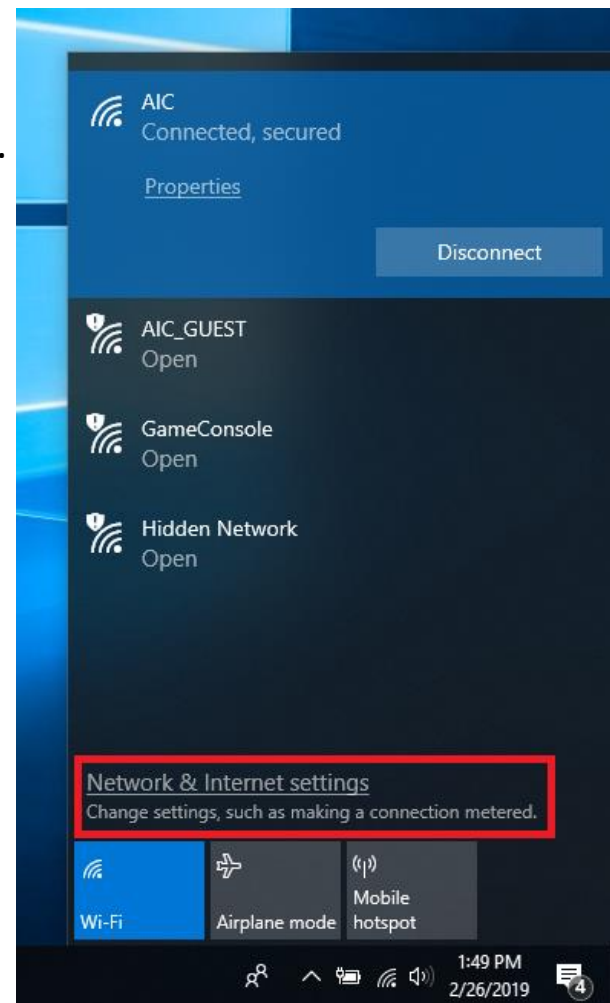 AIC
Connected, secured
Properties
Disconnect
AIC_GUEST
Open
GameConsole
Open
Hidden Network
Open
Network & Internet settings
Change settings, such as making a connection metered.
Wi-Fi
Airplane mode
Mobile
hotspot
1:49 PM
2/26/2019
4